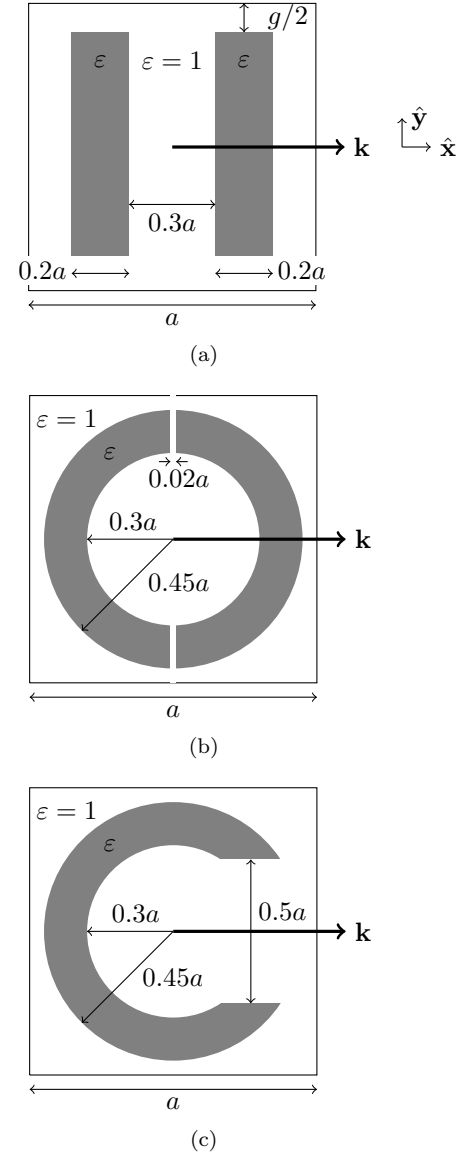 g/2
ε ε = 1 ε
ŷ
k x̂
0.3a
0.2a 0.2a
a
(a)
ε = 1
ε
0.02a
0.3a
k
0.45a
a
(b)
ε = 1
ε
0.3a 0.5a
k
0.45a
a
(c)